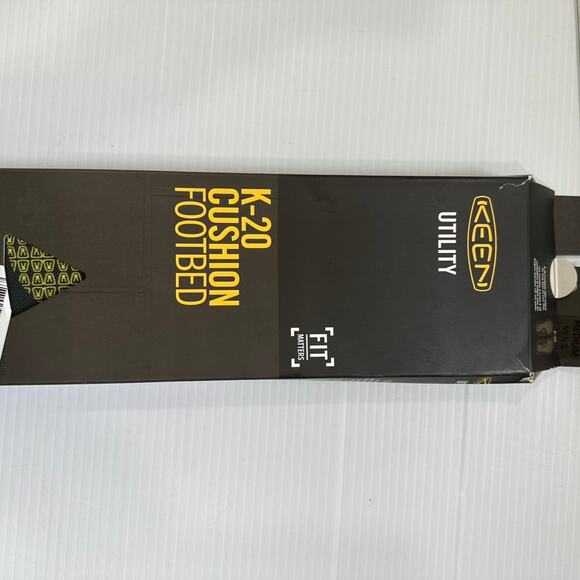 KEEN
UTILITY
FIT
MATTERS
K-20
CUSHION
FOOTBED